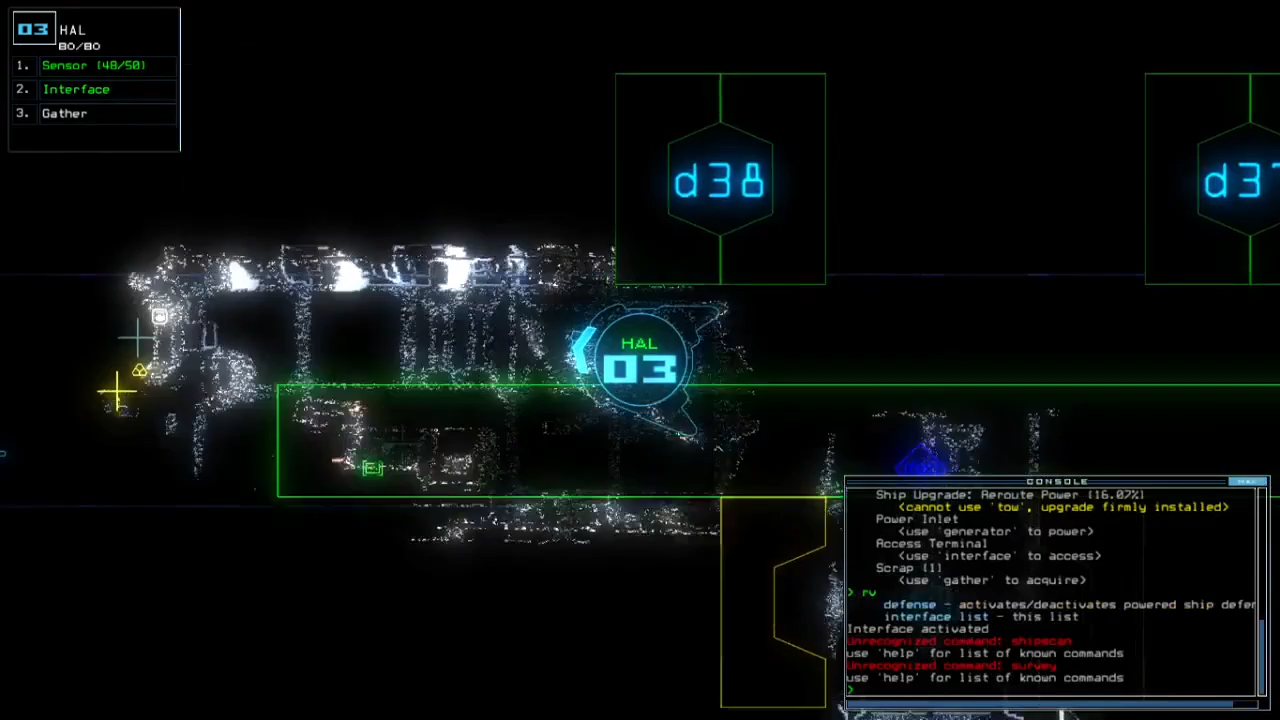 03 HAL
80/80
1. Sensor (48/50)
2. Interface
3. Gather
d38
d37
HAL
03
CONSOLE
Ship Upgrade: Reroute Power (16.07%)
<cannot use 'tow', upgrade firmly installed>
Power Inlet
<use 'generator' to power>
Access Terminal
<use 'interface' to access>
Scrap (1)
<use 'gather' to acquire>
> rv
defense - activates/deactivates powered ship defer
interface list - this list
Interface activated
Unrecognized command: shipscan
use 'help' for list of known commands
Unrecognized command: survey
use 'help' for list of known commands
>